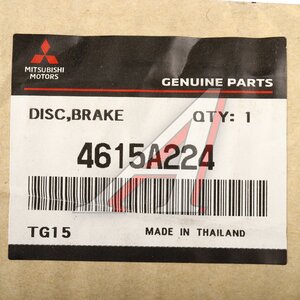 MITSUBISHI
MOTORS
GENUINE PARTS
DISC,BRAKE QTY: 1
4615A224
TG15 MADE IN THAILAND